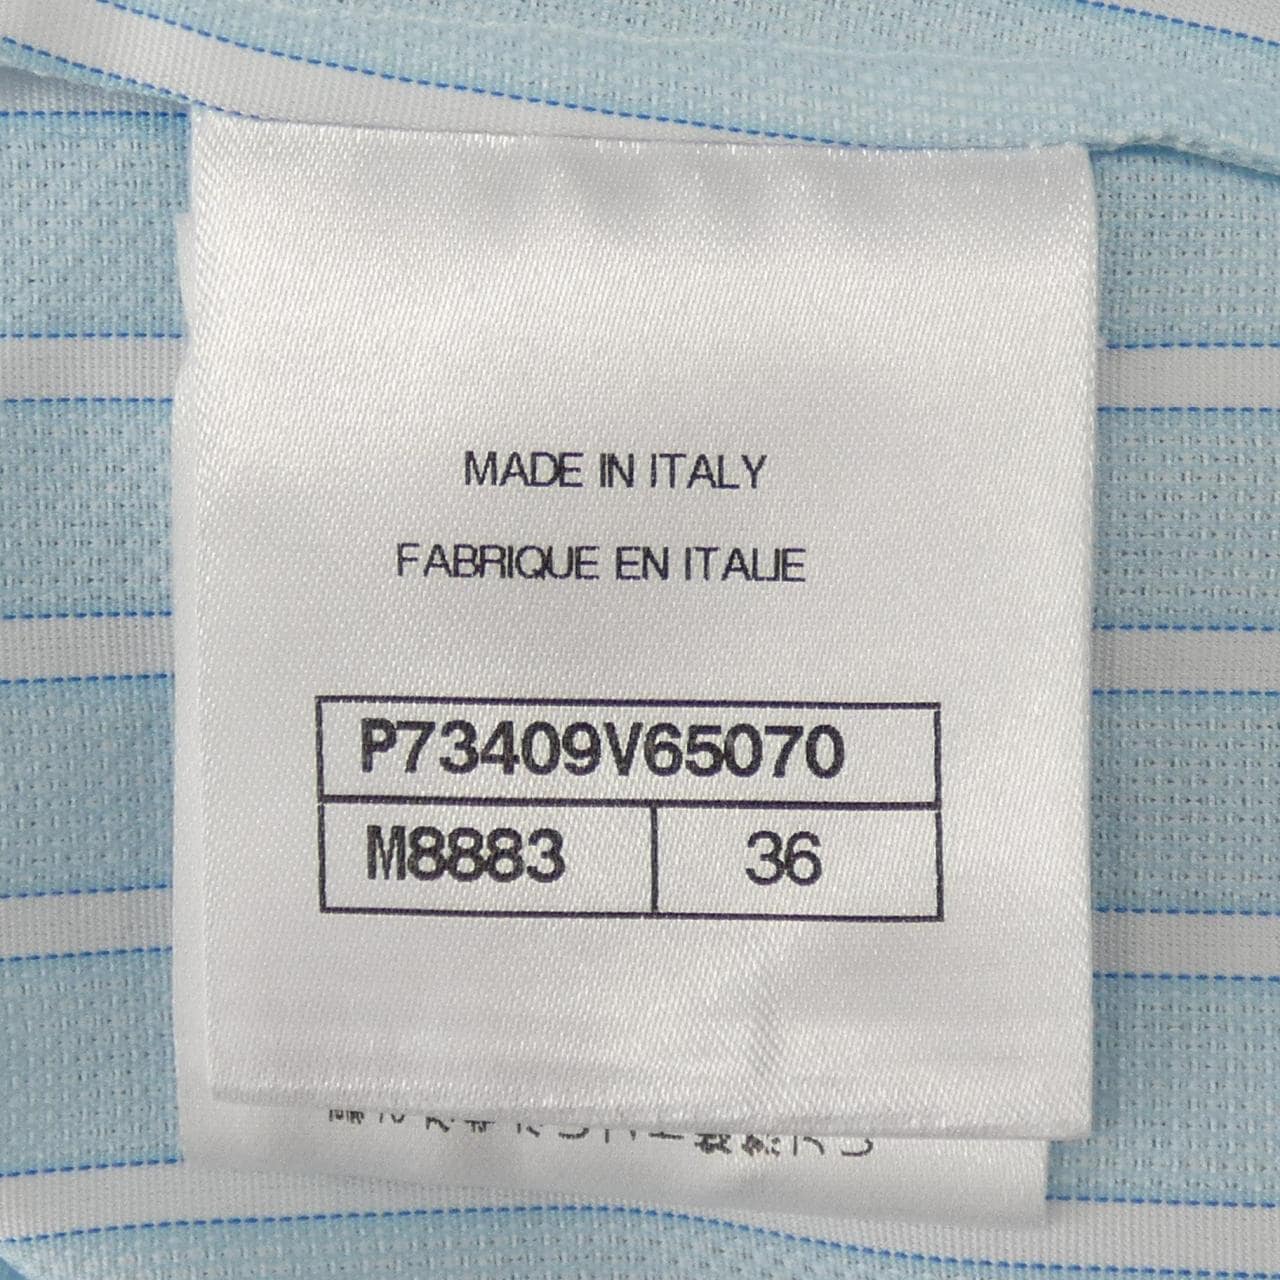 MADE IN ITALY
FABRIQUE EN ITALIE
P73409V65070
M8883 36